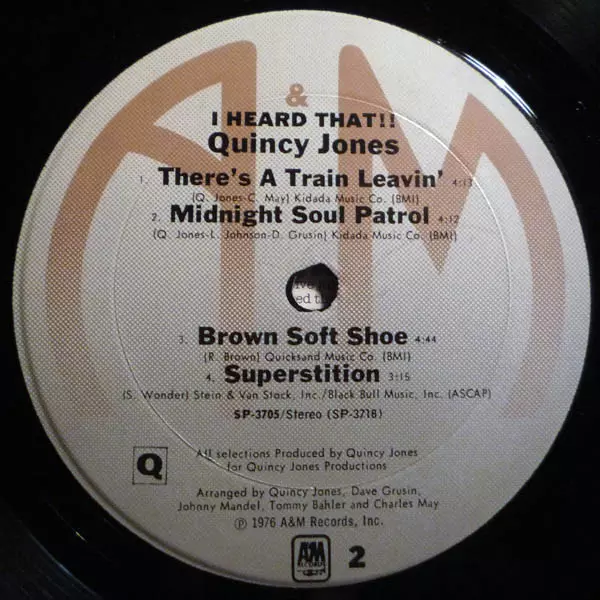 A&M
I HEARD THAT!!
Quincy Jones
1. There's A Train Leavin' 4:13
(Q. Jones-C. May) Kidada Music Co. (BMI)
2. Midnight Soul Patrol 4:12
(Q. Jones-L. Johnson-D. Grusin) Kidada Music Co. (BMI)
ed
3. Brown Soft Shoe 4:44
(R. Brown) Quicksand Music Co. (BMI)
4. Superstition 3:15
(S. Wonder) Stein & Van Stock, Inc./Black Bull Music, Inc. (ASCAP)
SP-3705/Stereo (SP-3718)
Q
All selections Produced by Quincy Jones
for Quincy Jones Productions
Arranged by Quincy Jones, Dave Grusin,
Johnny Mandel, Tommy Bahler and Charles May
℗ 1976 A&M Records, Inc.
A&M
RECORDS
2